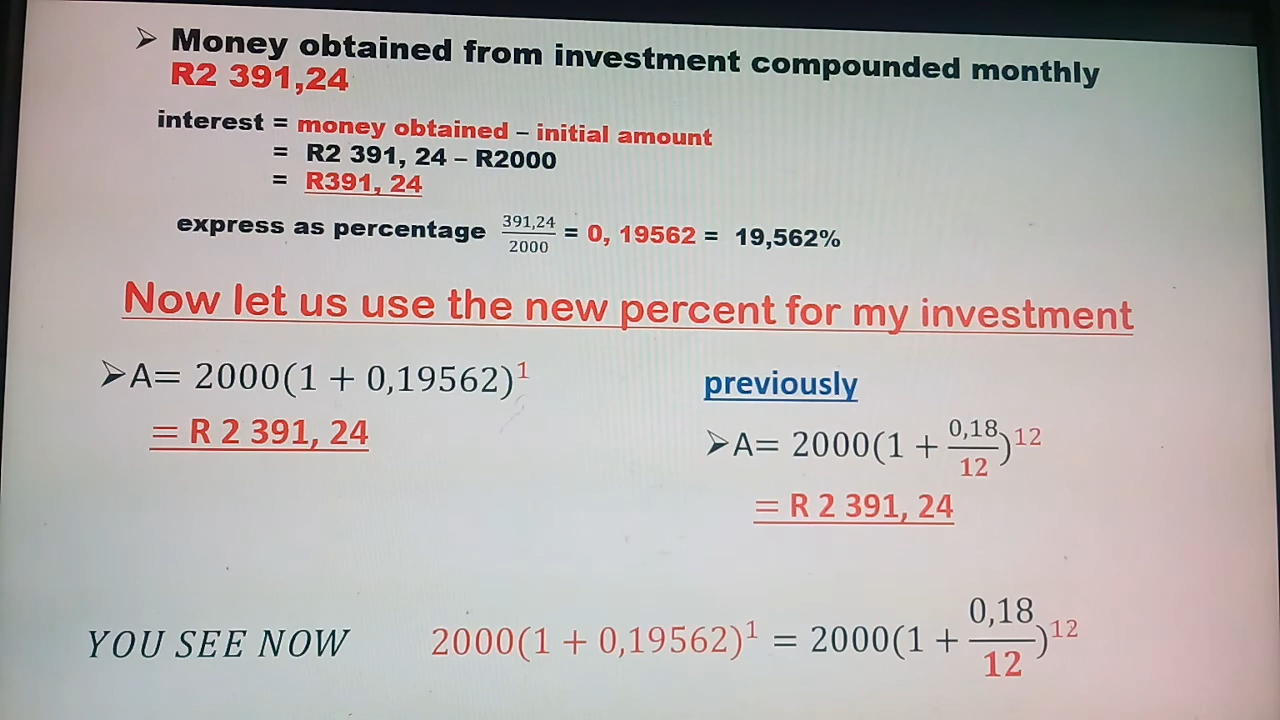 ➢ Money obtained from investment compounded monthly
R2 391,24
interest = money obtained – initial amount
= R2 391, 24 – R2000
= R391, 24
express as percentage 391,24/2000 = 0, 19562 = 19,562%
Now let us use the new percent for my investment
➢A= 2000(1 + 0,19562)¹
= R 2 391, 24
previously
➢A= 2000(1 + 0,18/12)¹²
= R 2 391, 24
YOU SEE NOW 2000(1 + 0,19562)¹ = 2000(1 + 0,18/12)¹²